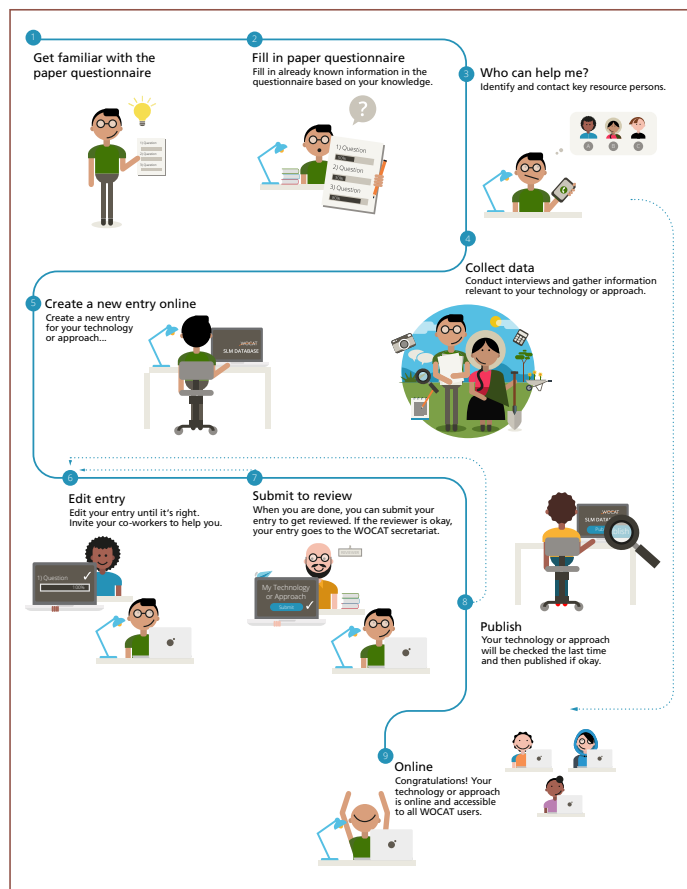 1
Get familiar with the
paper questionnaire
2
Fill in paper questionnaire
Fill in already known information in the
questionnaire based on your knowledge.
?
1) Question
2) Question
3) Question
3
Who can help me?
Identify and contact key resource persons.
A B C
4
Collect data
Conduct interviews and gather information
relevant to your technology or approach.
5
Create a new entry online
Create a new entry
for your technology
or approach...
WOCAT
SLM DATABASE
6
Edit entry
Edit your entry until it's right.
Invite your co-workers to help you.
1) Question
100%
7
Submit to review
When you are done, you can submit your
entry to get reviewed. If the reviewer is okay,
your entry goes to the WOCAT secretariat.
My Technology
or Approach
Submit
WOCAT
8
Publish
Your technology or approach
will be checked the last time
and then published if okay.
9
Online
Congratulations! Your
technology or approach
is online and accessible
to all WOCAT users.